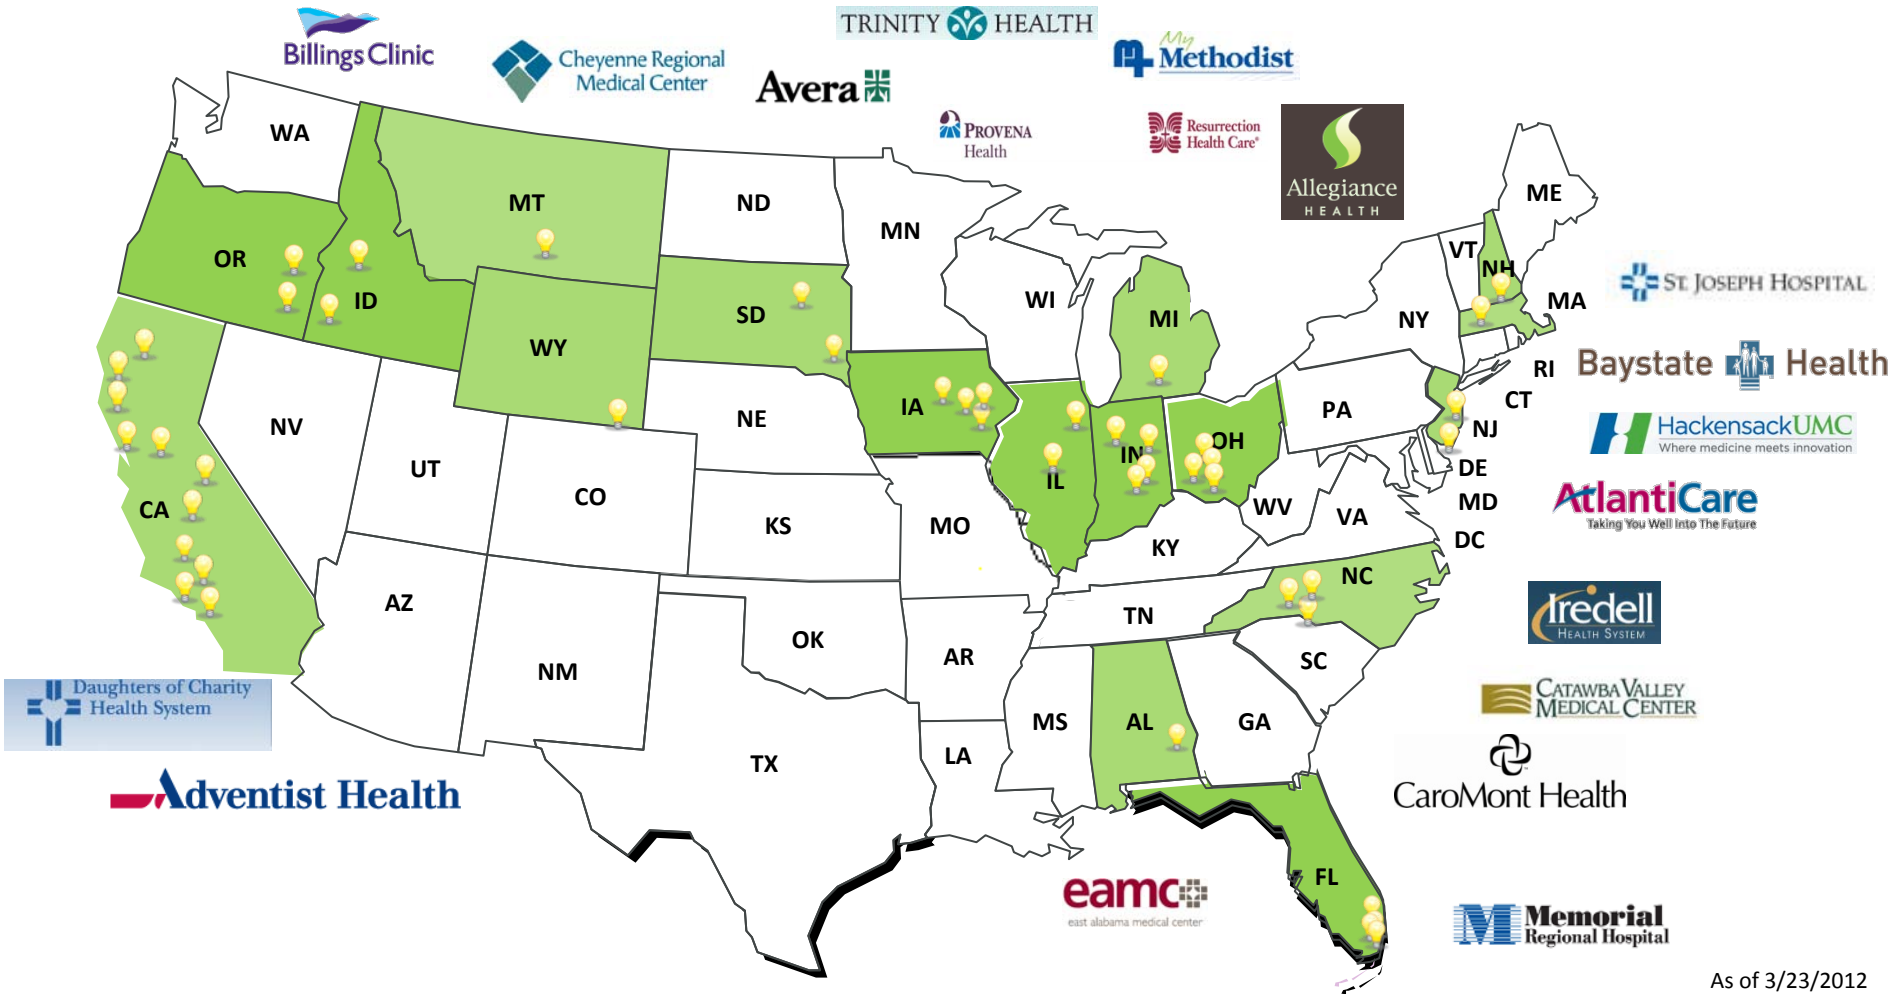 TRINITY HEALTH
Billings Clinic
Cheyenne Regional
Medical Center
My
Methodist
Avera
PROVENA
Health
Resurrection
Health Care®
Allegiance
HEALTH
WA
ME
MT
ND
MN
VT
OR
NH
ST. JOSEPH HOSPITAL
ID
WI
MA
SD
MI
NY
WY
Baystate Health
RI
IA
NE
PA
CT
NV
NJ
HackensackUMC
Where medicine meets innovation
OH
IN
UT
DE
IL
CO
AtlantiCare
Taking You Well Into The Future
CA
WV
MD
KS
MO
VA
KY
DC
NC
AZ
TN
Iredell
HEALTH SYSTEM
OK
AR
SC
NM
Daughters of Charity
Health System
CATAWBA VALLEY
MEDICAL CENTER
MS
AL
GA
LA
TX
Adventist Health
CaroMont Health
FL
eamc
east alabama medical center
Memorial
Regional Hospital
As of 3/23/2012